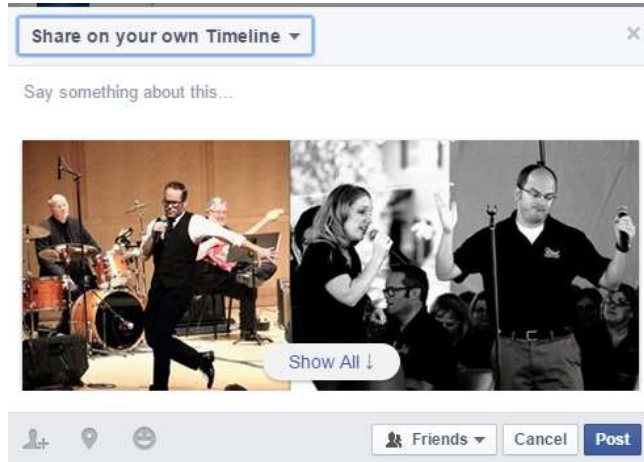 Share on your own Timeline
Say something about this...
Show All ↓
Friends Cancel Post